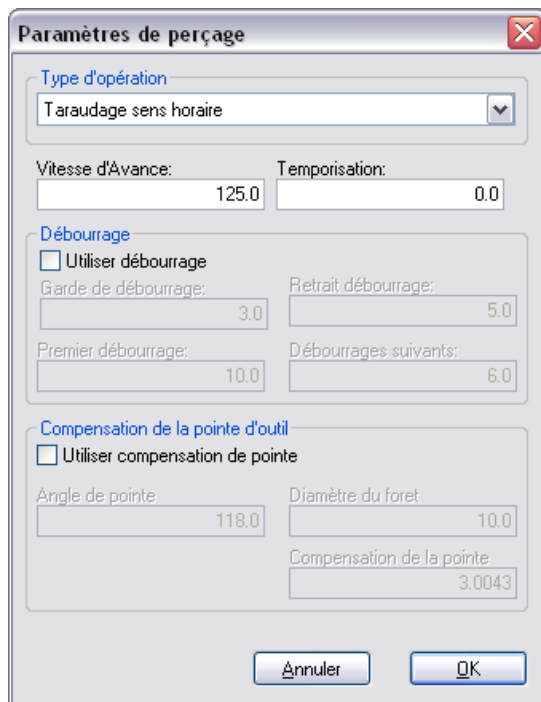 Paramètres de perçage
Type d'opération
Taraudage sens horaire
Vitesse d'Avance: Temporisation:
125.0 0.0
Débourrage
Utiliser débourrage
Garde de débourrage: Retrait débourrage:
3.0 5.0
Premier débourrage: Débourrages suivants:
10.0 6.0
Compensation de la pointe d'outil
Utiliser compensation de pointe
Angle de pointe Diamètre du foret
118.0 10.0
Compensation de la pointe
3.0043
Annuler OK